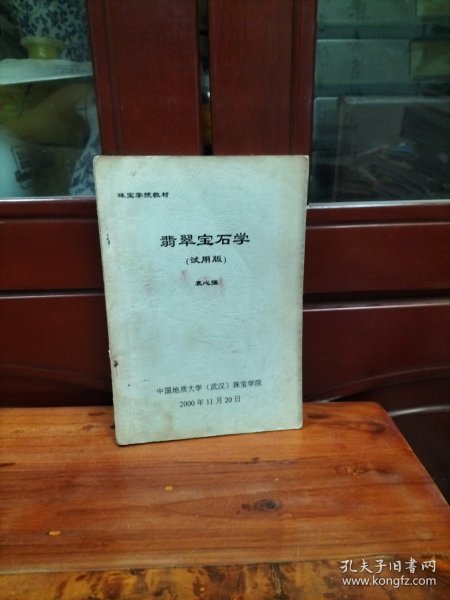 珠宝学院教材
翡翠宝石学
(试用版)
袁心强
中国地质大学（武汉）珠宝学院
2000年11月20日
孔夫子旧书网
www.kongfz.com